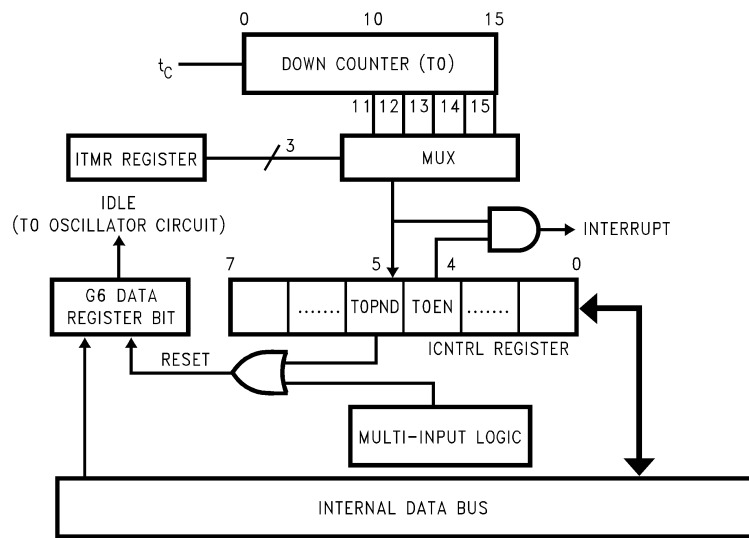 0 10 15
t_C
DOWN COUNTER (T0)
11 12 13 14 15
ITMR REGISTER
3
MUX
IDLE
(TO OSCILLATOR CIRCUIT)
INTERRUPT
7 5 4 0
G6 DATA
REGISTER BIT
....... T0PND T0EN .......
ICNTRL REGISTER
RESET
MULTI-INPUT LOGIC
INTERNAL DATA BUS